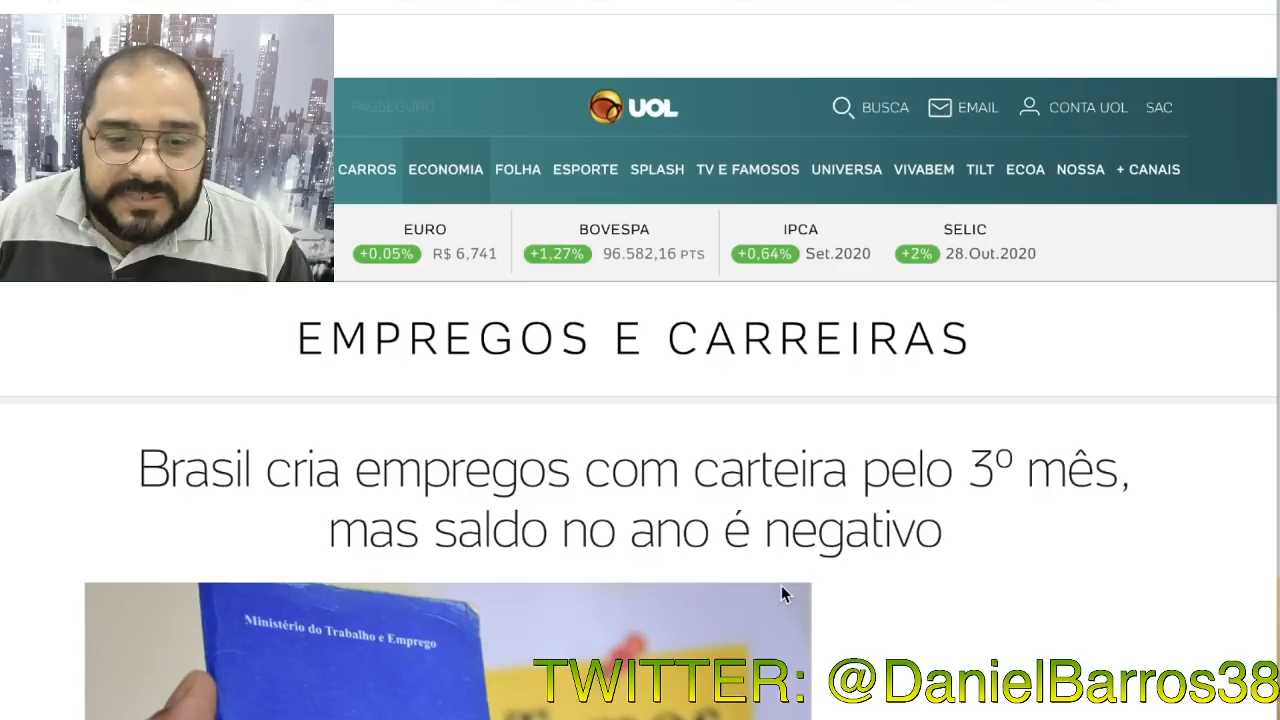 PAGSEGURO
UOL
BUSCA
EMAIL
CONTA UOL
SAC
CARROS ECONOMIA FOLHA ESPORTE SPLASH TV E FAMOSOS UNIVERSA VIVABEM TILT ECOA NOSSA + CANAIS
EURO
+0,05% R$ 6,741
BOVESPA
+1,27% 96.582,16 PTS
IPCA
+0,64% Set.2020
SELIC
+2% 28.Out.2020
EMPREGOS E CARREIRAS
Brasil cria empregos com carteira pelo 3º mês,
mas saldo no ano é negativo
Ministério do Trabalho e Emprego
TWITTER: @DanielBarros38